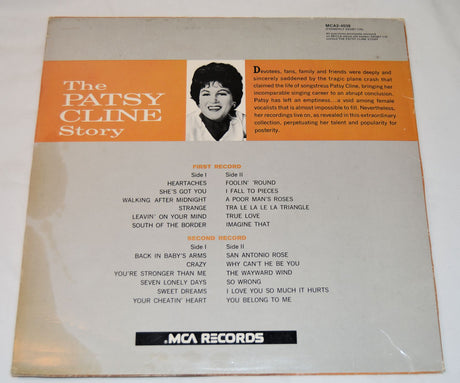 MCA2-4038
The
PATSY
CLINE
Story
Devotees, fans, family and friends were deeply and
sincerely saddened by the tragic plane crash that
claimed the life of songstress Patsy Cline, bringing her
incomparable singing career to an abrupt conclusion.
Patsy has left an emptiness...a void among female
vocalists that is almost impossible to fill. Nevertheless,
her recordings live on, as revealed in this extraordinary
collection, perpetuating her talent and popularity for
posterity.
FIRST RECORD
Side I Side II
HEARTACHES FOOLIN' 'ROUND
SHE'S GOT YOU I FALL TO PIECES
WALKING AFTER MIDNIGHT A POOR MAN'S ROSES
STRANGE TRA LE LA LE LA TRIANGLE
LEAVIN' ON YOUR MIND TRUE LOVE
SOUTH OF THE BORDER IMAGINE THAT
SECOND RECORD
Side I Side II
BACK IN BABY'S ARMS SAN ANTONIO ROSE
CRAZY WHY CAN'T HE BE YOU
YOU'RE STRONGER THAN ME THE WAYWARD WIND
SEVEN LONELY DAYS SO WRONG
SWEET DREAMS I LOVE YOU SO MUCH IT HURTS
YOUR CHEATIN' HEART YOU BELONG TO ME
MCA RECORDS